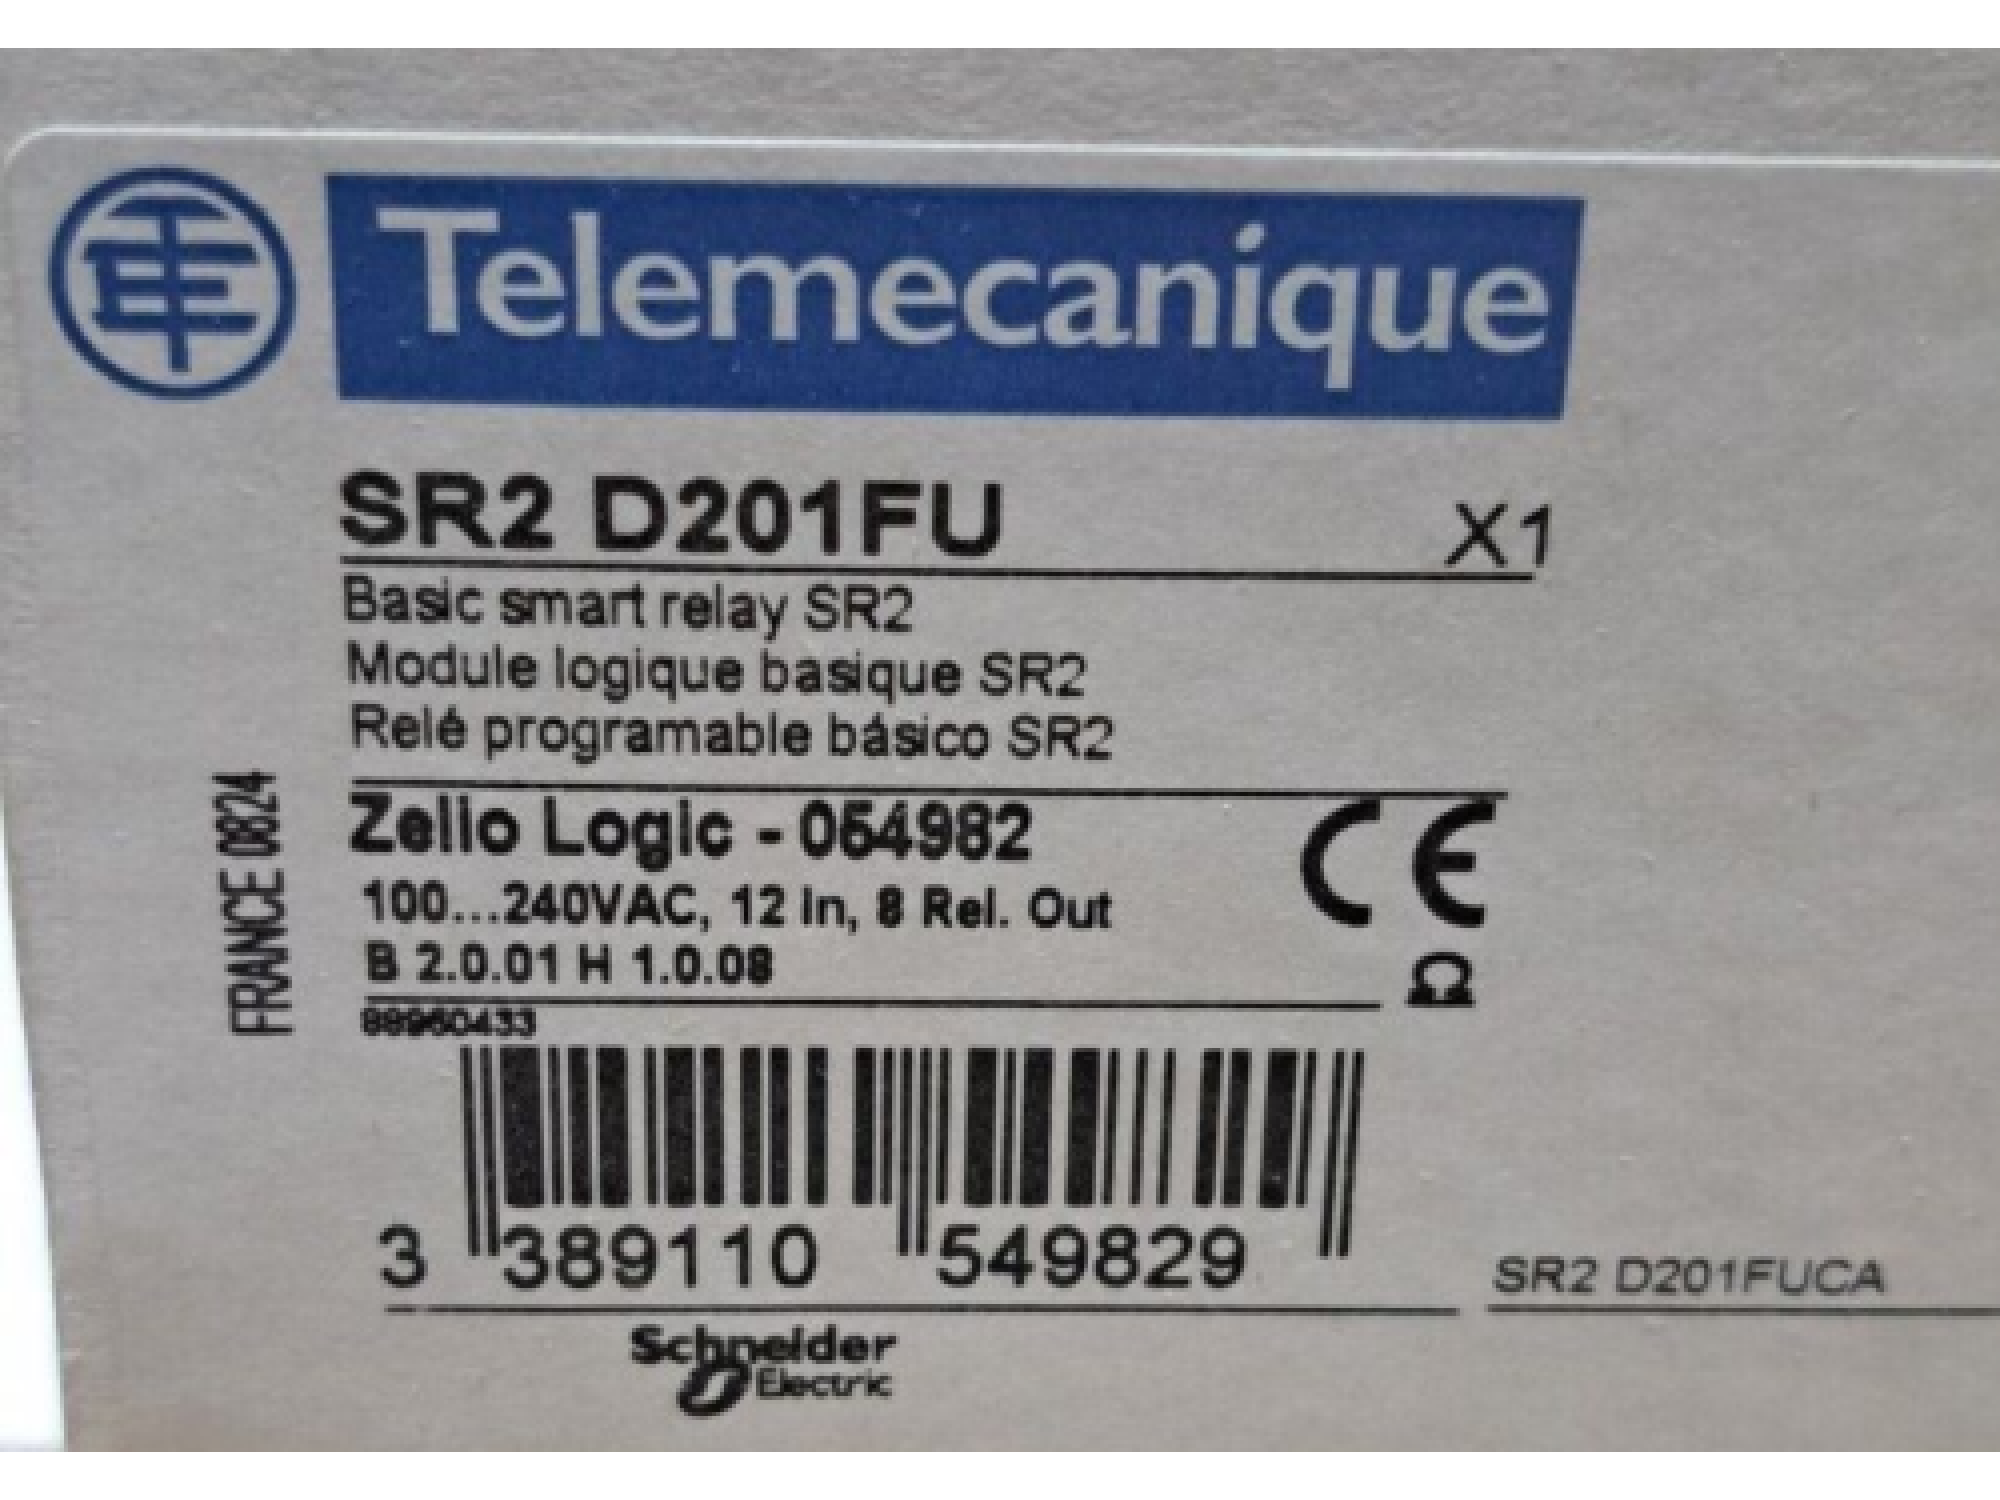 Telemecanique
SR2 D201FU X1
Basic smart relay SR2
Module logique basique SR2
Relé programable básico SR2
FRANCE 0824
Zelio Logic - 054982
100...240VAC, 12 In, 8 Rel. Out
B 2.0.01 H 1.0.08
CE
Ω
88960433
3 389110 549829
SR2 D201FUCA
Schneider
Electric